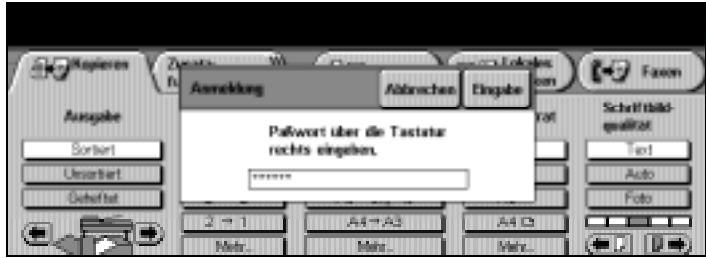 Kopieren
Lokales
Faxen
Anmeldung
Abbrechen
Eingabe
Ausgabe
Schriftbild-
qualität
Paßwort über die Tastatur
rechts eingeben.
******
Sortiert
Text
Unsortiert
Auto
Geheftet
Foto
2 → 1
A4→A3
A4
Mehr...
Mehr...
Mehr...